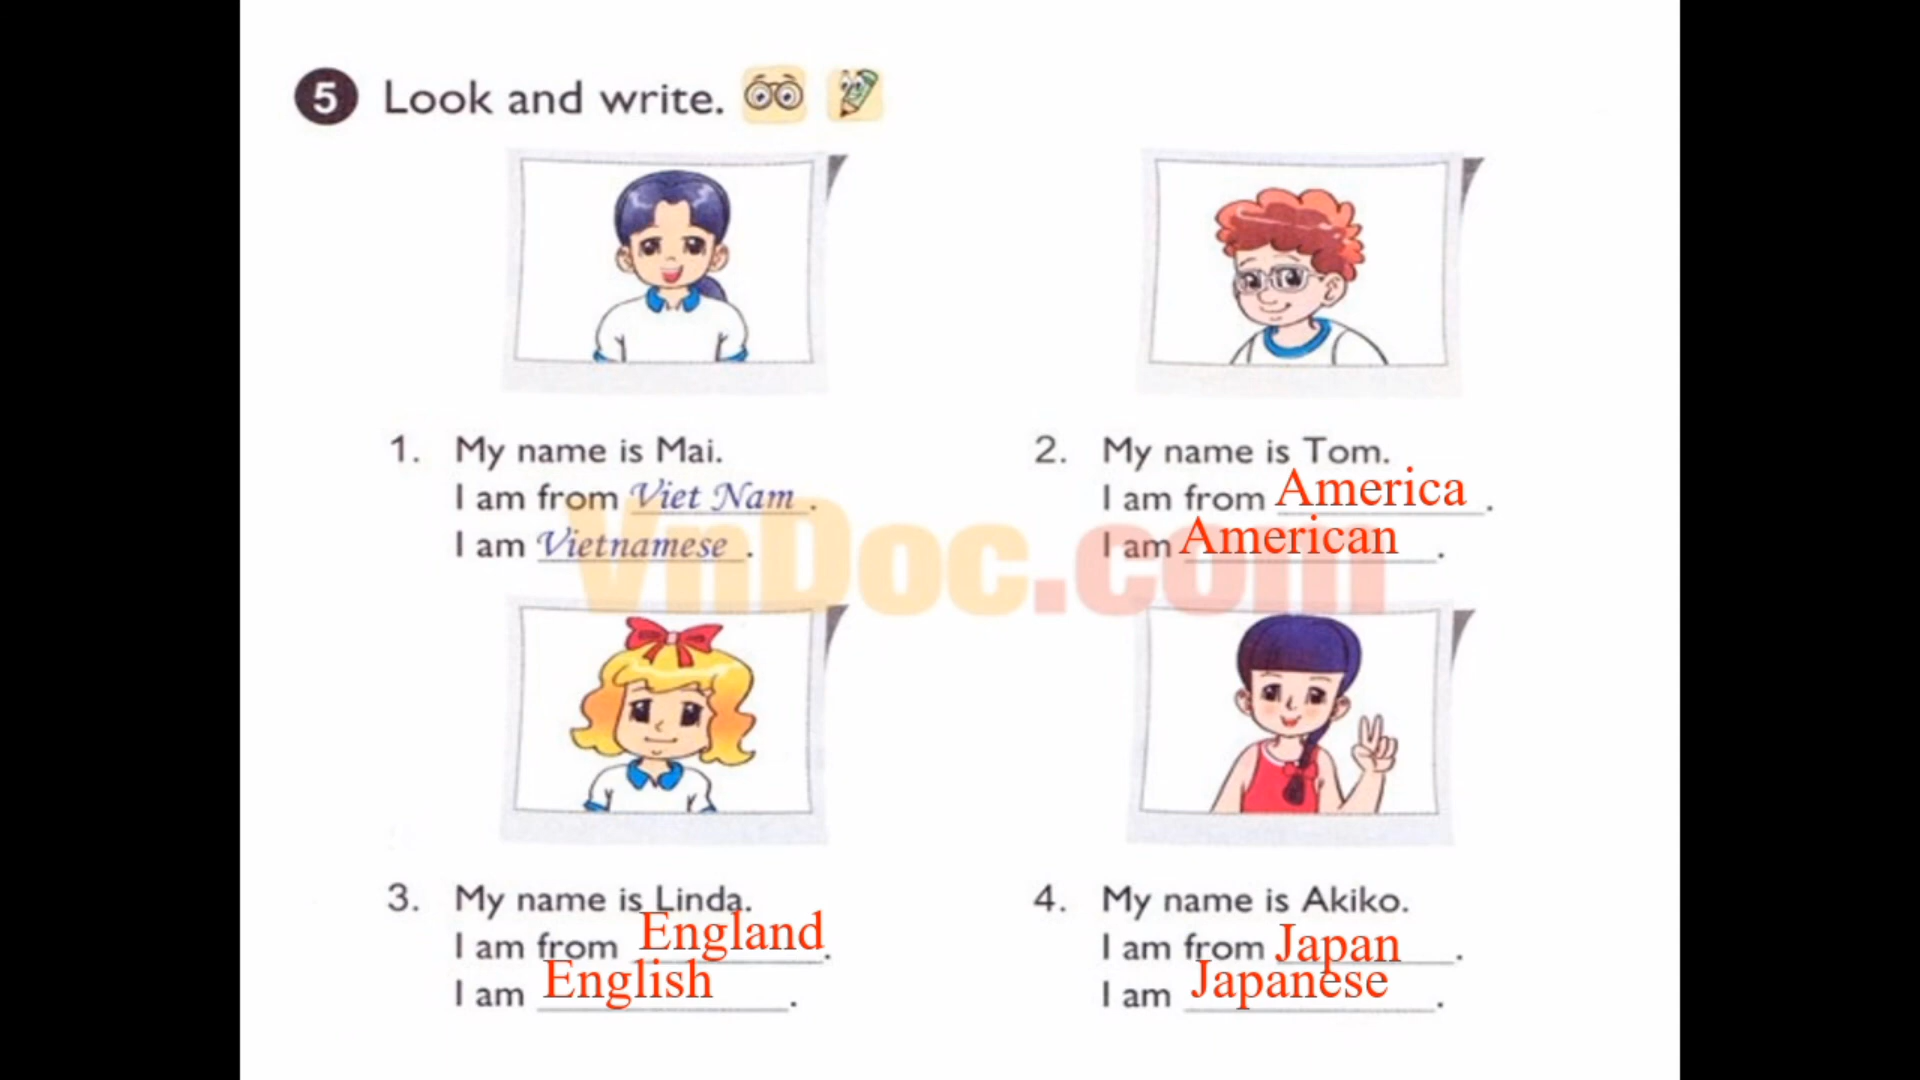 5 Look and write.
1. My name is Mai.
I am from Viet Nam.
I am Vietnamese.
2. My name is Tom.
I am from America.
I am American.
VnDoc.com
3. My name is Linda.
I am from England.
I am English.
4. My name is Akiko.
I am from Japan.
I am Japanese.